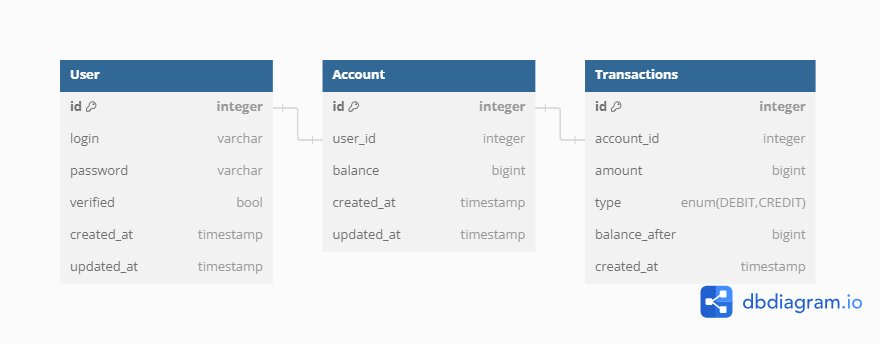 User
id integer
login varchar
password varchar
verified bool
created_at timestamp
updated_at timestamp
Account
id integer
user_id integer
balance bigint
created_at timestamp
updated_at timestamp
Transactions
id integer
account_id integer
amount bigint
type enum(DEBIT,CREDIT)
balance_after bigint
created_at timestamp
dbdiagram.io